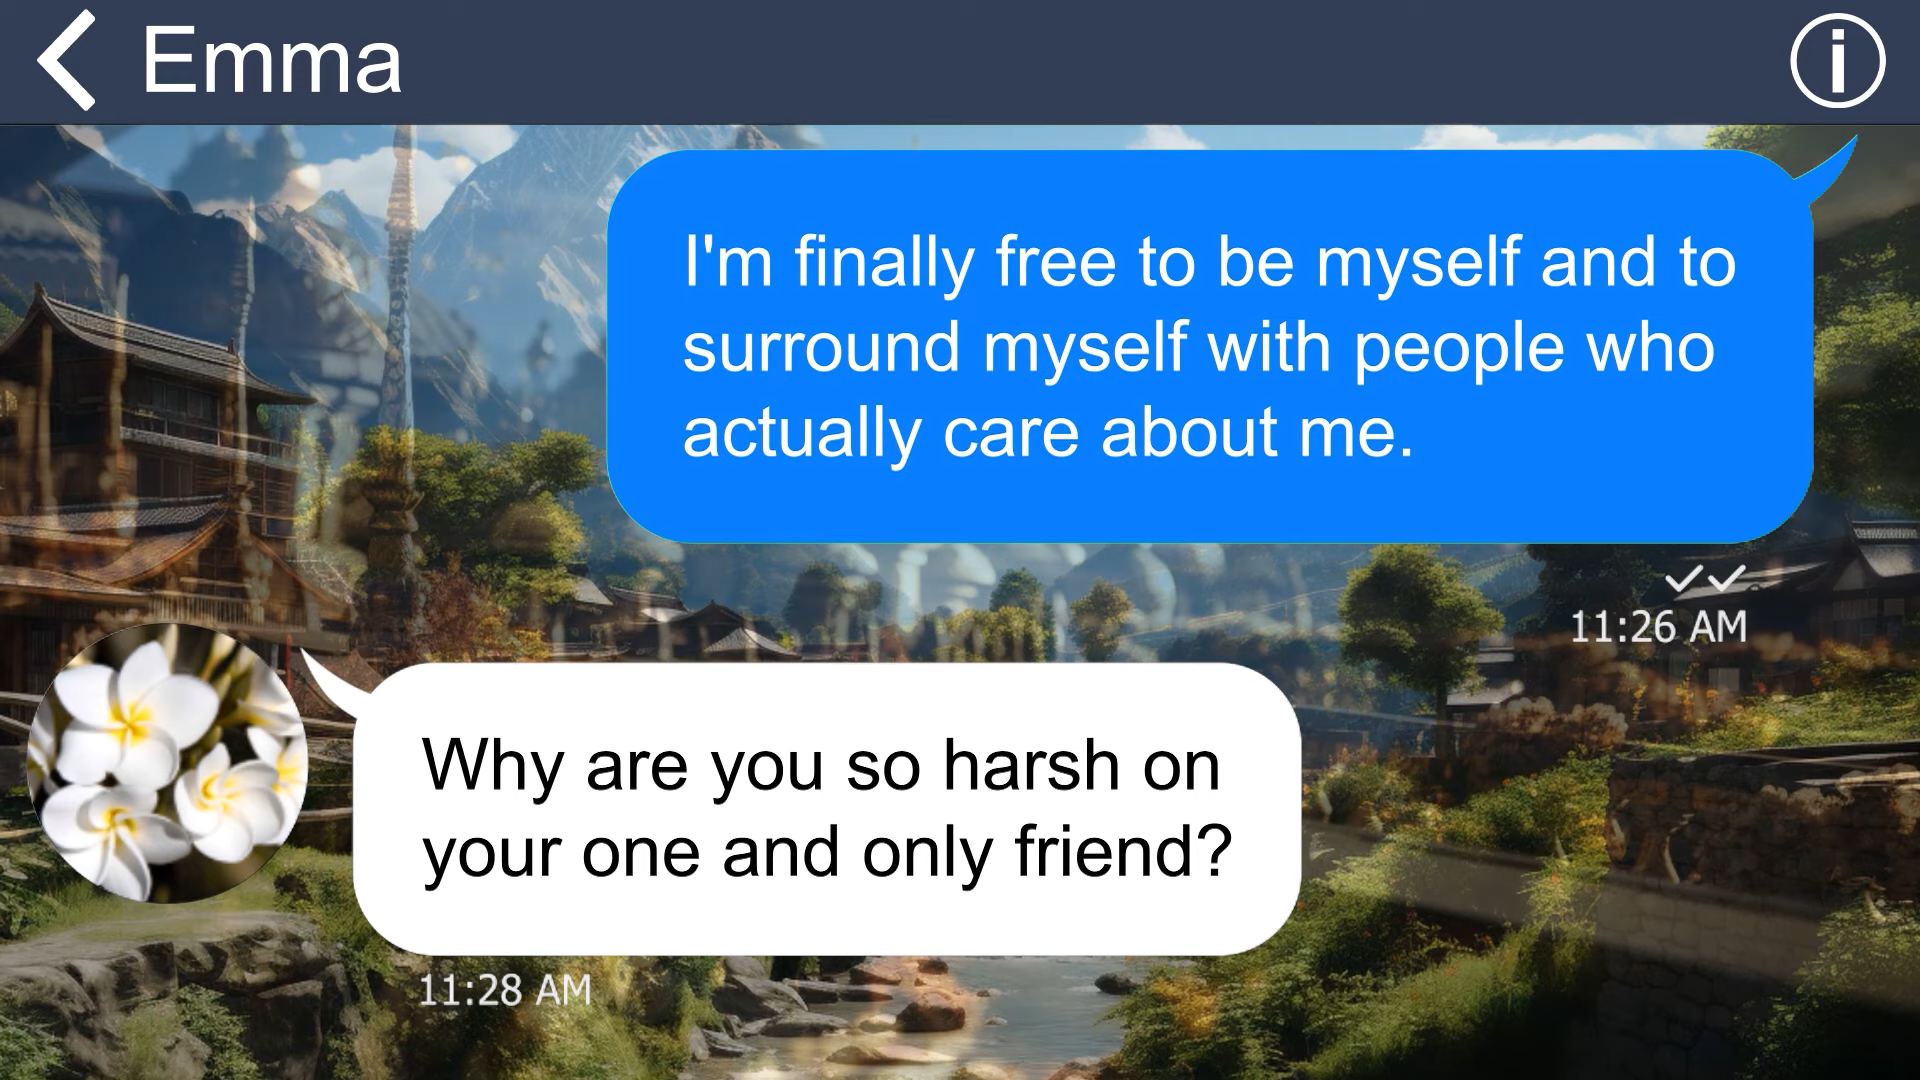 Emma
I'm finally free to be myself and to
surround myself with people who
actually care about me.
11:26 AM
Why are you so harsh on
your one and only friend?
11:28 AM